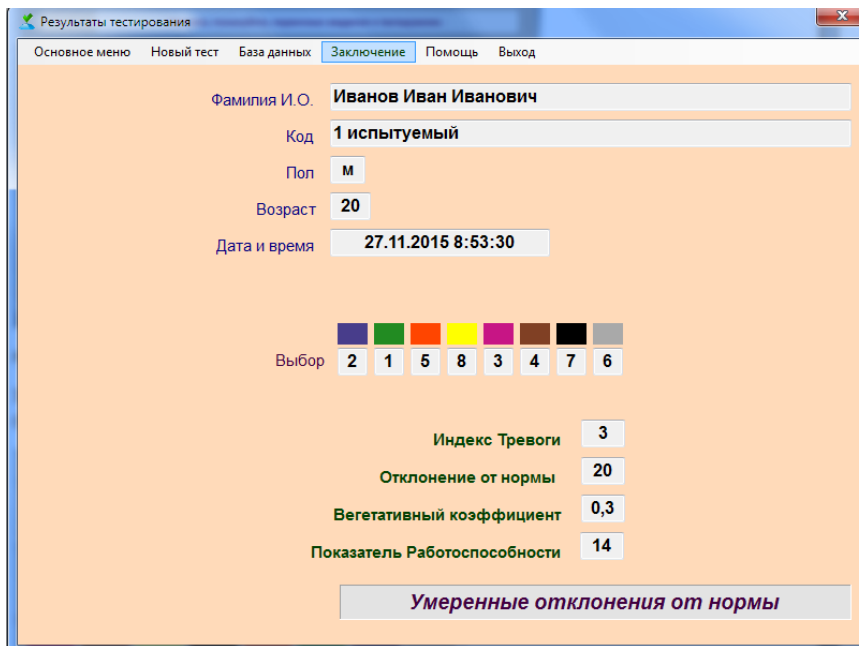 Результаты тестирования
Основное меню Новый тест База данных Заключение Помощь Выход
Фамилия И.О. Иванов Иван Иванович
Код 1 испытуемый
Пол м
Возраст 20
Дата и время 27.11.2015 8:53:30
Выбор 2 1 5 8 3 4 7 6
Индекс Тревоги 3
Отклонение от нормы 20
Вегетативный коэффициент 0,3
Показатель Работоспособности 14
Умеренные отклонения от нормы